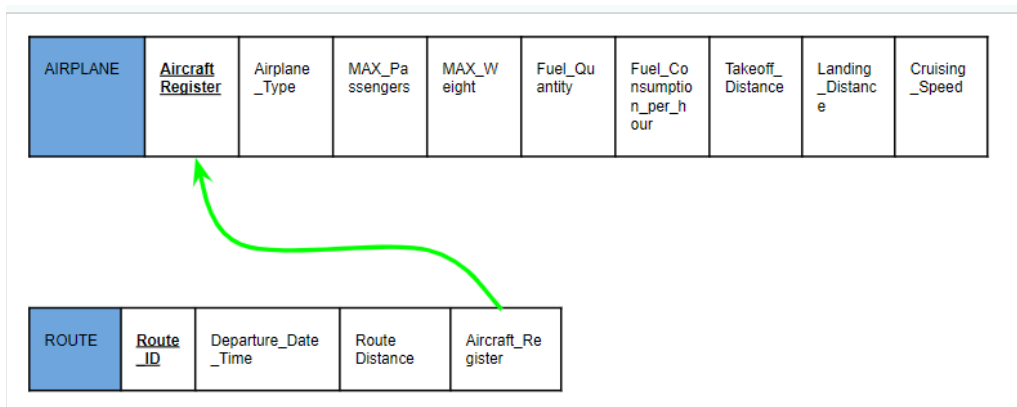 AIRPLANE
Aircraft
Register
Airplane
_Type
MAX_Pa
ssengers
MAX_W
eight
Fuel_Qu
antity
Fuel_Co
nsumptio
n_per_h
our
Takeoff_
Distance
Landing
_Distanc
e
Cruising
_Speed
ROUTE
Route
_ID
Departure_Date
_Time
Route
Distance
Aircraft_Re
gister